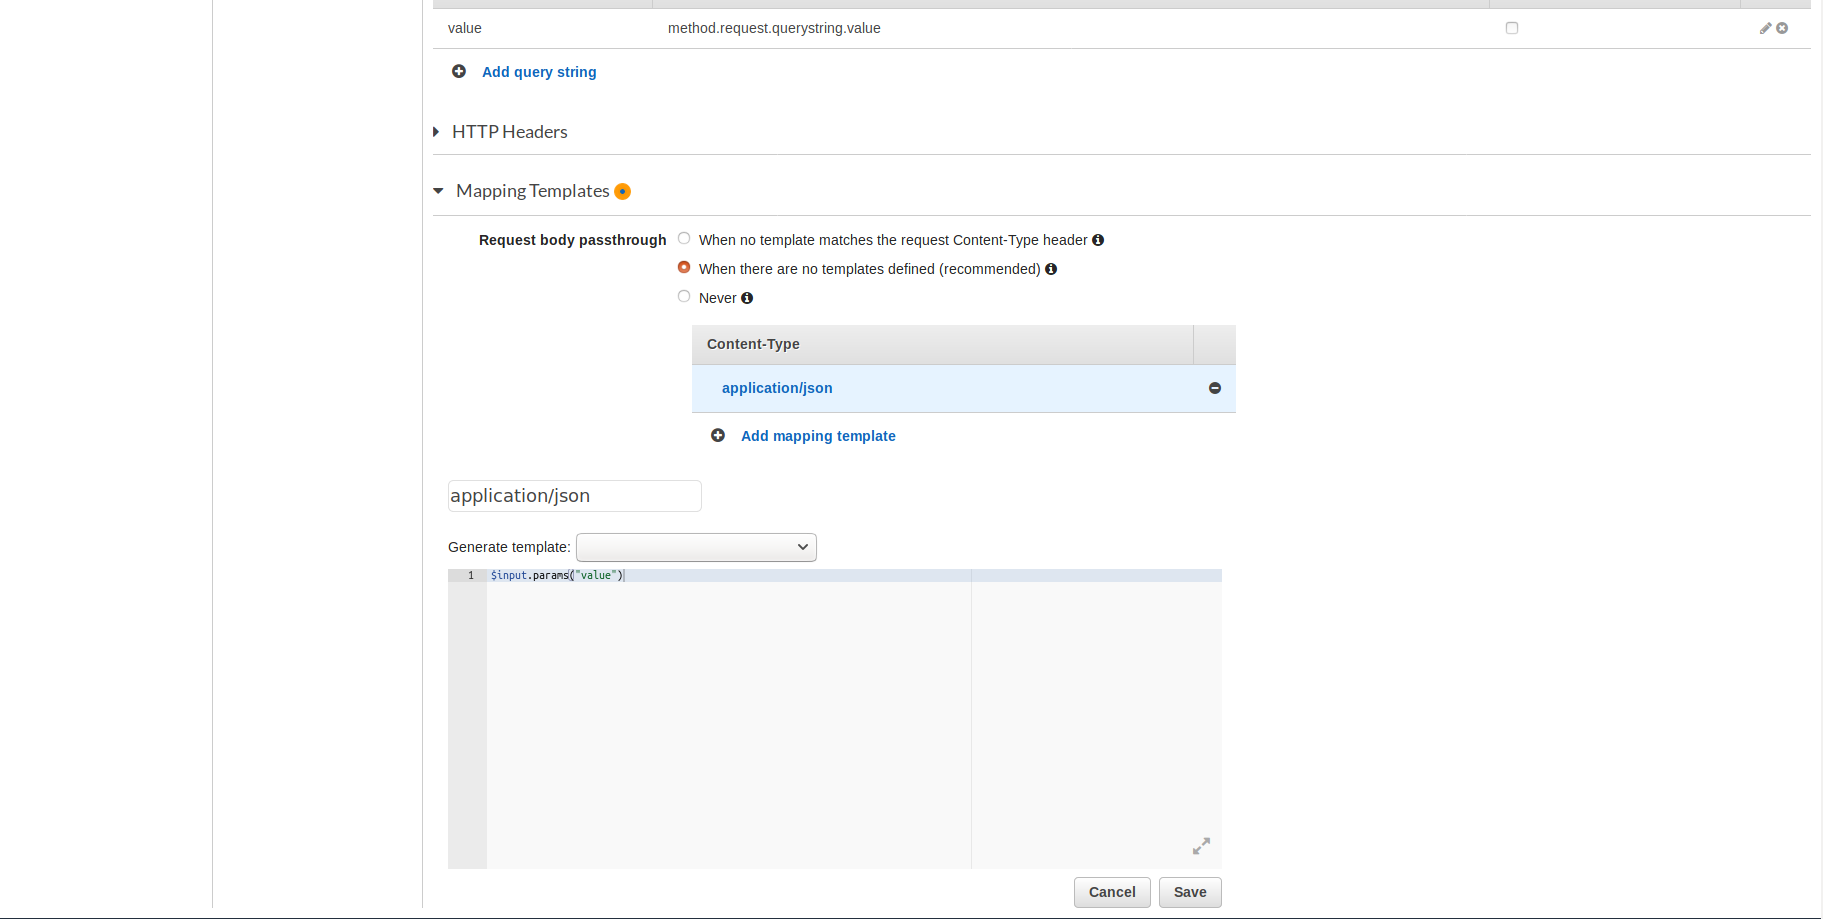 value method.request.querystring.value
Add query string
HTTP Headers
Mapping Templates
Request body passthrough When no template matches the request Content-Type header
When there are no templates defined (recommended)
Never
Content-Type
application/json
Add mapping template
application/json
Generate template:
1 $input.params("value")
Cancel Save